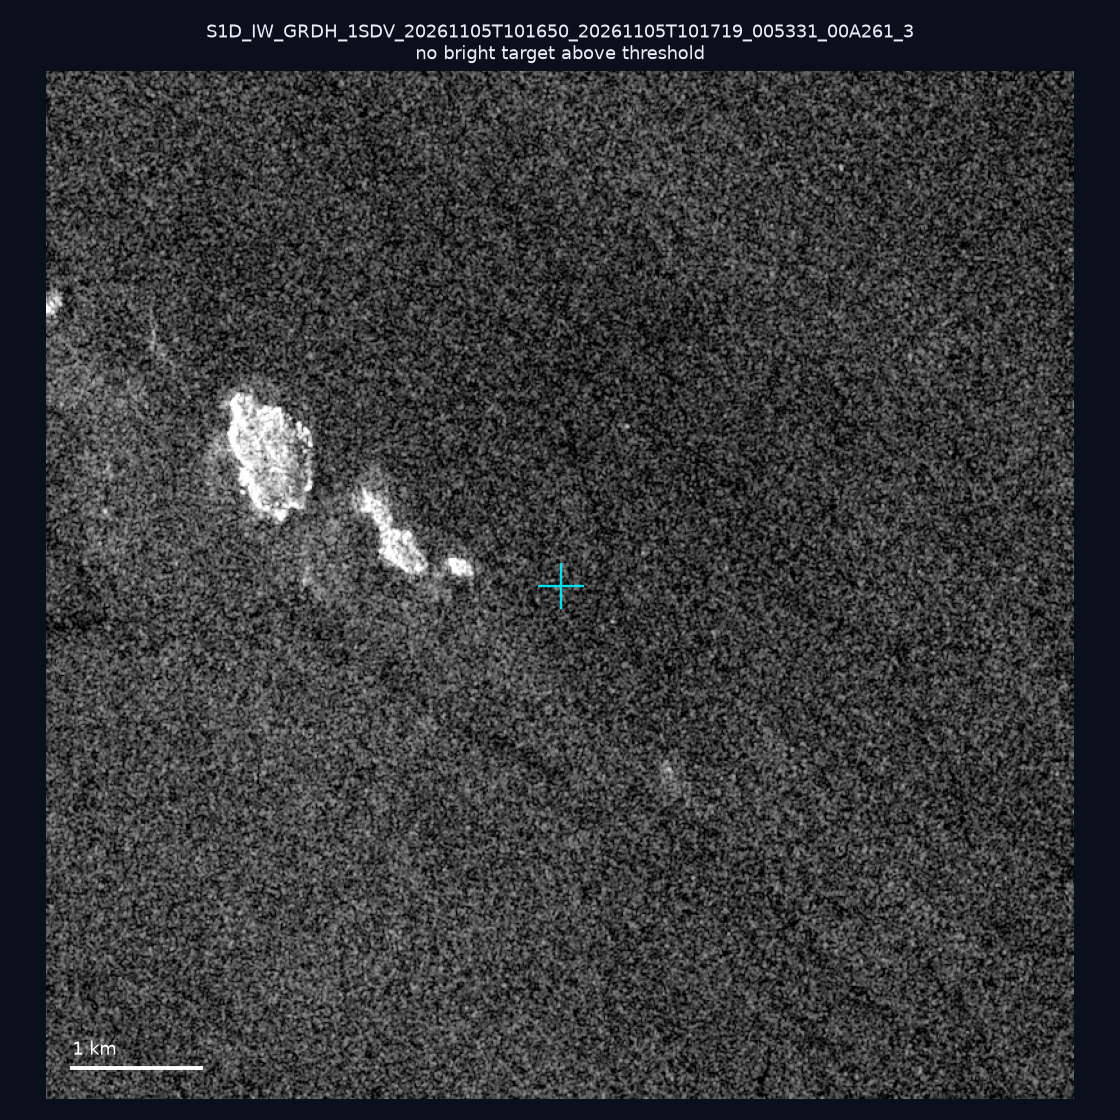 S1D_IW_GRDH_1SDV_20261105T101650_20261105T101719_005331_00A261_3
no bright target above threshold
1 km